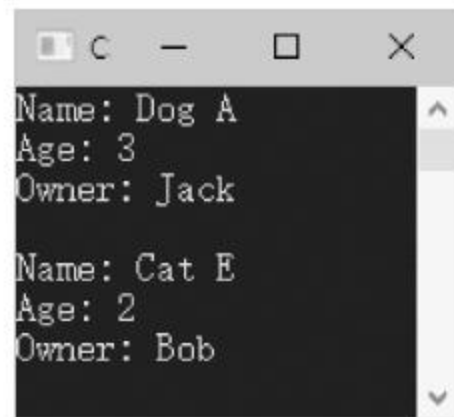 C
Name: Dog A
Age: 3
Owner: Jack

Name: Cat E
Age: 2
Owner: Bob